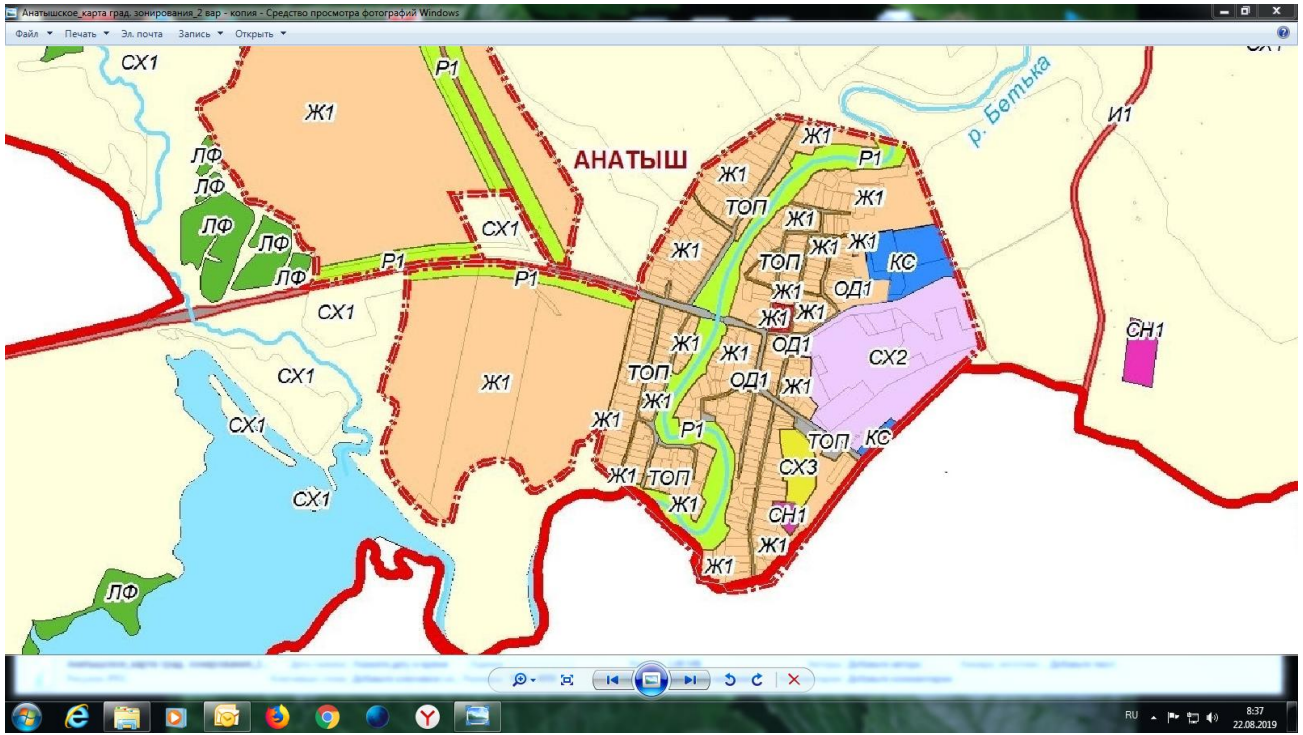 Анатышское_карта град. зонирования_2 вар - копия - Средство просмотра фотографий Windows
Файл Печать Эл. почта Запись Открыть
СХ1
Р1
Ж1
И1
р. Бетька
АНАТЫШ
Ж1
Р1
ЛФ
ЛФ
Ж1
Ж1
ТОП
ЛФ
СХ1
Ж1
ЛФ
Ж1
Ж1
Ж1
КС
Р1
ТОП
ЛФ
Р1
Ж1
ОД1
СХ1
Ж1
Ж1
СН1
Ж1
Ж1
ОД1
СХ2
СХ1
Ж1
ТОП
ОД1
Ж1
Ж1
СХ1
Ж1
Р1
ТОП
КС
СХ3
Ж1
ТОП
СХ1
Ж1
СН1
Ж1
Ж1
ЛФ
RU
8:37
22.08.2019